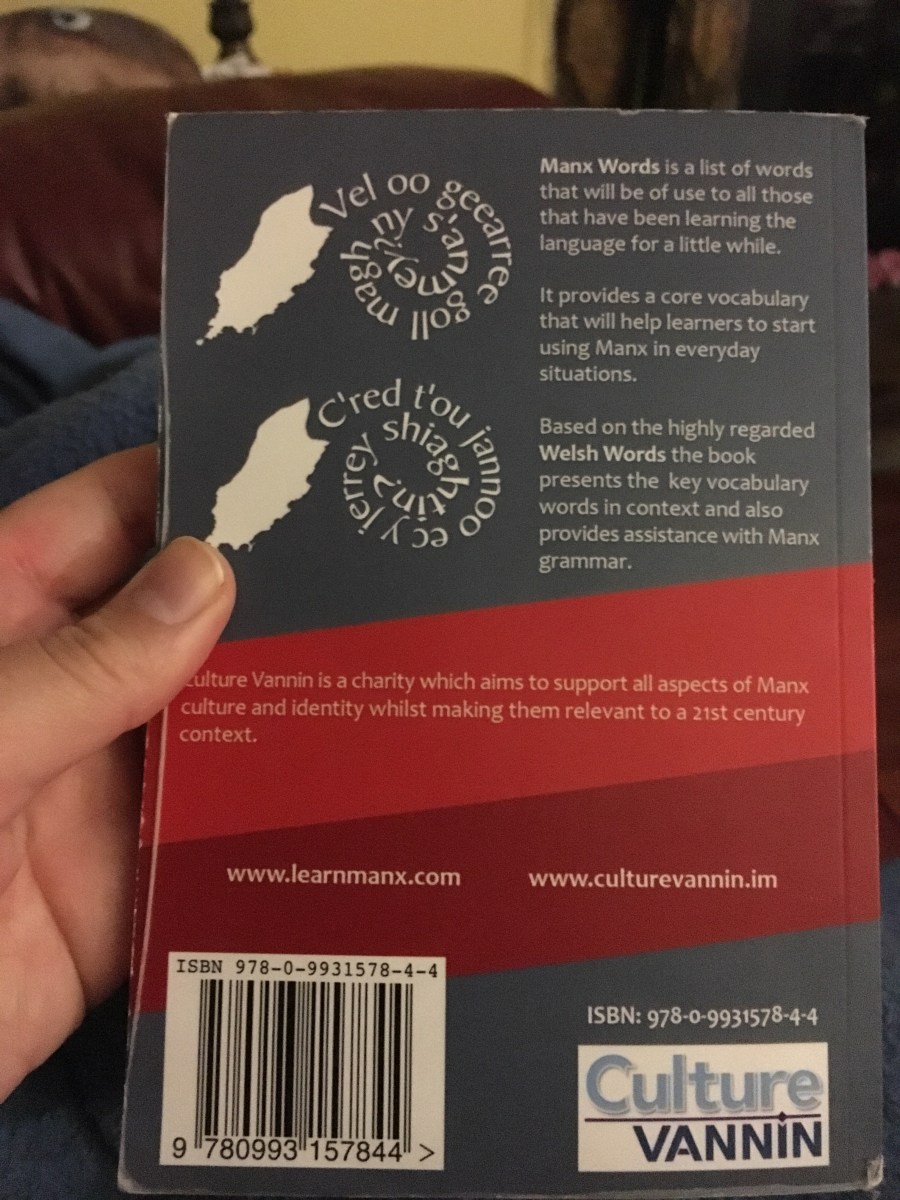 Vel oo geearree goll magh ny s'anmey?
C'red t'ou jannoo ec y jerrey shiaghtin?
Manx Words is a list of words
that will be of use to all those
that have been learning the
language for a little while.
It provides a core vocabulary
that will help learners to start
using Manx in everyday
situations.
Based on the highly regarded
Welsh Words the book
presents the key vocabulary
words in context and also
provides assistance with Manx
grammar.
Culture Vannin is a charity which aims to support all aspects of Manx
culture and identity whilst making them relevant to a 21st century
context.
www.learnmanx.com
www.culturevannin.im
ISBN 978-0-9931578-4-4
9 780993 157844 >
ISBN: 978-0-9931578-4-4
Culture
VANNIN